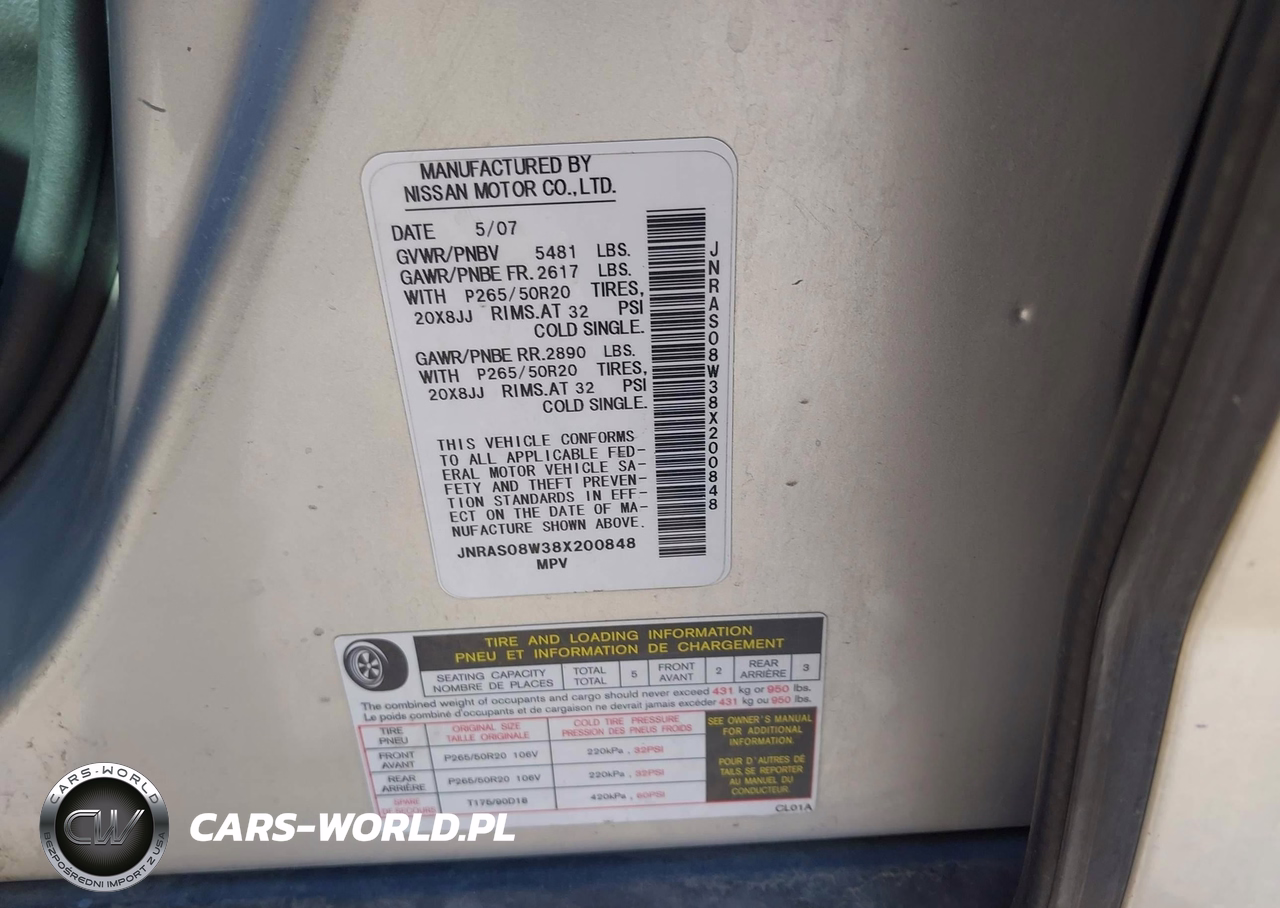 MANUFACTURED BY
NISSAN MOTOR CO., LTD.
DATE 5/07
GVWR/PNBV 5481 LBS.
GAWR/PNBE FR. 2617 LBS.
WITH P265/50R20 TIRES,
20X8JJ RIMS. AT 32 PSI
COLD SINGLE.
GAWR/PNBE RR. 2890 LBS.
WITH P265/50R20 TIRES,
20X8JJ RIMS. AT 32 PSI
COLD SINGLE.
THIS VEHICLE CONFORMS
TO ALL APPLICABLE FED-
ERAL MOTOR VEHICLE SA-
FETY AND THEFT PREVEN-
TION STANDARDS IN EFF-
ECT ON THE DATE OF MA-
NUFACTURE SHOWN ABOVE.
JNRAS08W38X200848
MPV
JNRAS08W38X200848
TIRE AND LOADING INFORMATION
PNEU ET INFORMATION DE CHARGEMENT
SEATING CAPACITY
NOMBRE DE PLACES
TOTAL
TOTAL
5
FRONT
AVANT
2
REAR
ARRIÈRE
3
The combined weight of occupants and cargo should never exceed 431 kg or 950 lbs.
Le poids combiné d'occupants et de cargaison ne devrait jamais excéder 431 kg ou 950 lbs.
TIRE
PNEU
ORIGINAL SIZE
TAILLE ORIGINALE
COLD TIRE PRESSURE
PRESSION DES PNEUS FROIDS
FRONT
AVANT
P265/50R20 106V
220kPa, 32PSI
REAR
ARRIÈRE
P265/50R20 106V
220kPa, 32PSI
SPARE
DE SECOURS
T175/90D18
420kPa, 60PSI
SEE OWNER'S MANUAL
FOR ADDITIONAL
INFORMATION.
POUR D'AUTRES DE
TAILS, SE REPORTER
AU MANUEL DU
CONDUCTEUR.
CL01A
CARS-WORLD
CW
BEZPOŚREDNI IMPORT Z USA
CARS-WORLD.PL